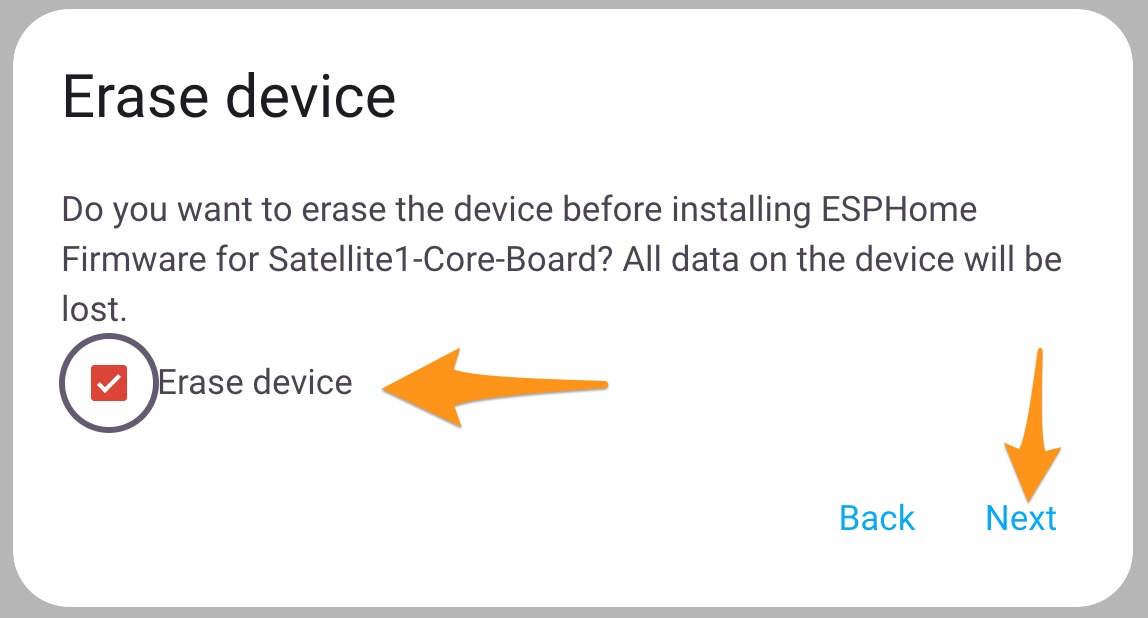 Erase device
Do you want to erase the device before installing ESPHome
Firmware for Satellite1-Core-Board? All data on the device will be
lost.
Erase device
Back Next